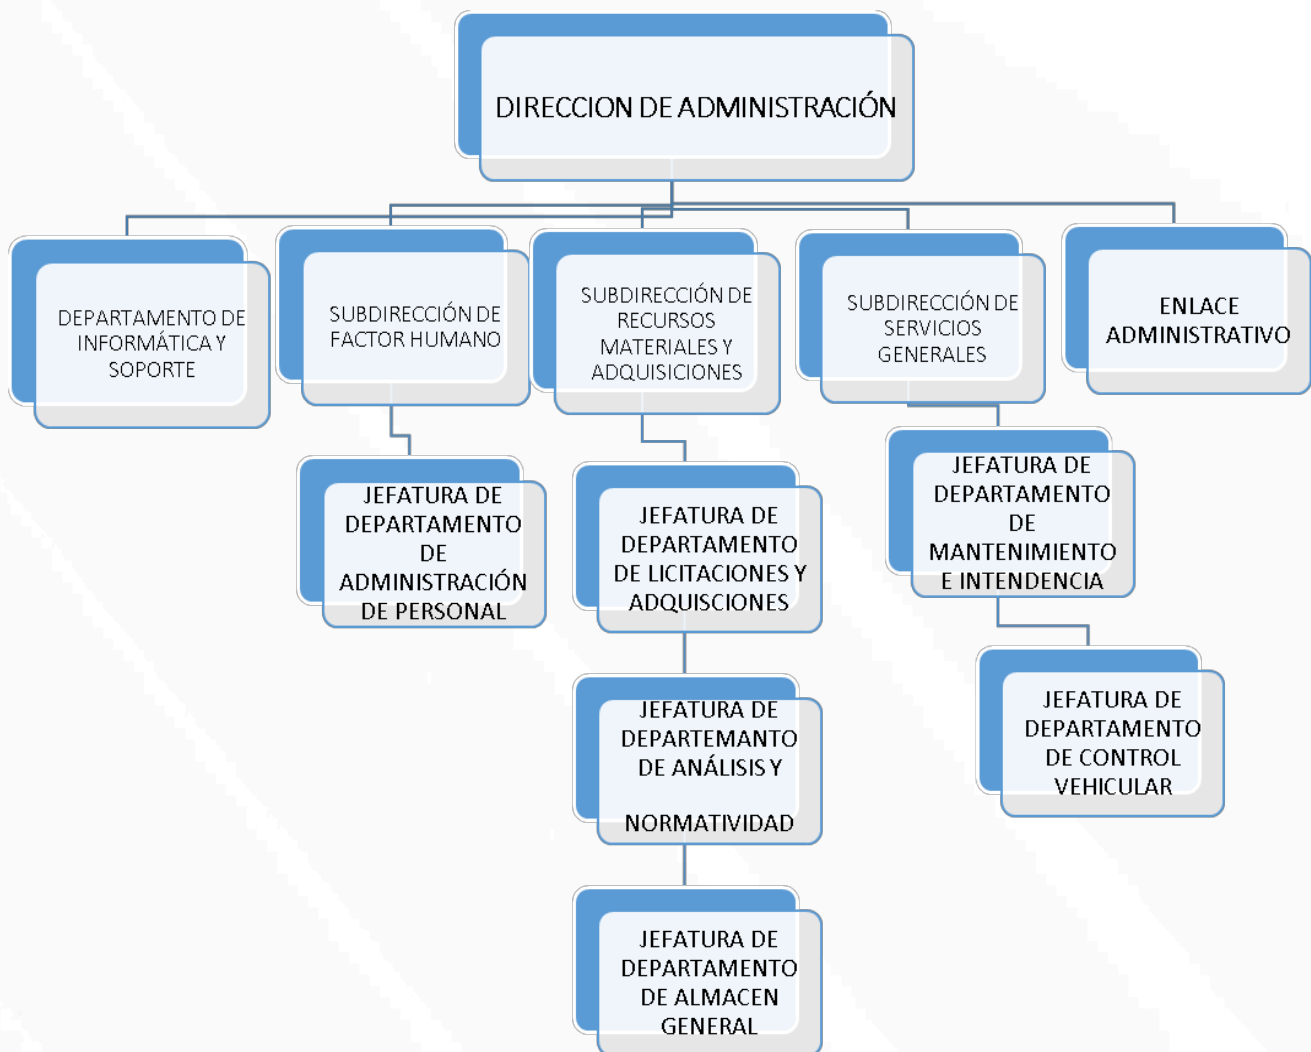 DIRECCION DE ADMINISTRACIÓN
DEPARTAMENTO DE
INFORMÁTICA Y
SOPORTE
SUBDIRECCIÓN DE
FACTOR HUMANO
SUBDIRECCIÓN DE
RECURSOS
MATERIALES Y
ADQUISICIONES
SUBDIRECCIÓN DE
SERVICIOS
GENERALES
ENLACE
ADMINISTRATIVO
JEFATURA DE
DEPARTAMENTO
DE
ADMINISTRACIÓN
DE PERSONAL
JEFATURA DE
DEPARTAMENTO
DE LICITACIONES Y
ADQUISCIONES
JEFATURA DE
DEPARTAMENTO
DE
MANTENIMIENTO
E INTENDENCIA
JEFATURA DE
DEPARTEMANTO
DE ANÁLISIS Y
NORMATIVIDAD
JEFATURA DE
DEPARTAMENTO
DE CONTROL
VEHICULAR
JEFATURA DE
DEPARTAMENTO
DE ALMACEN
GENERAL